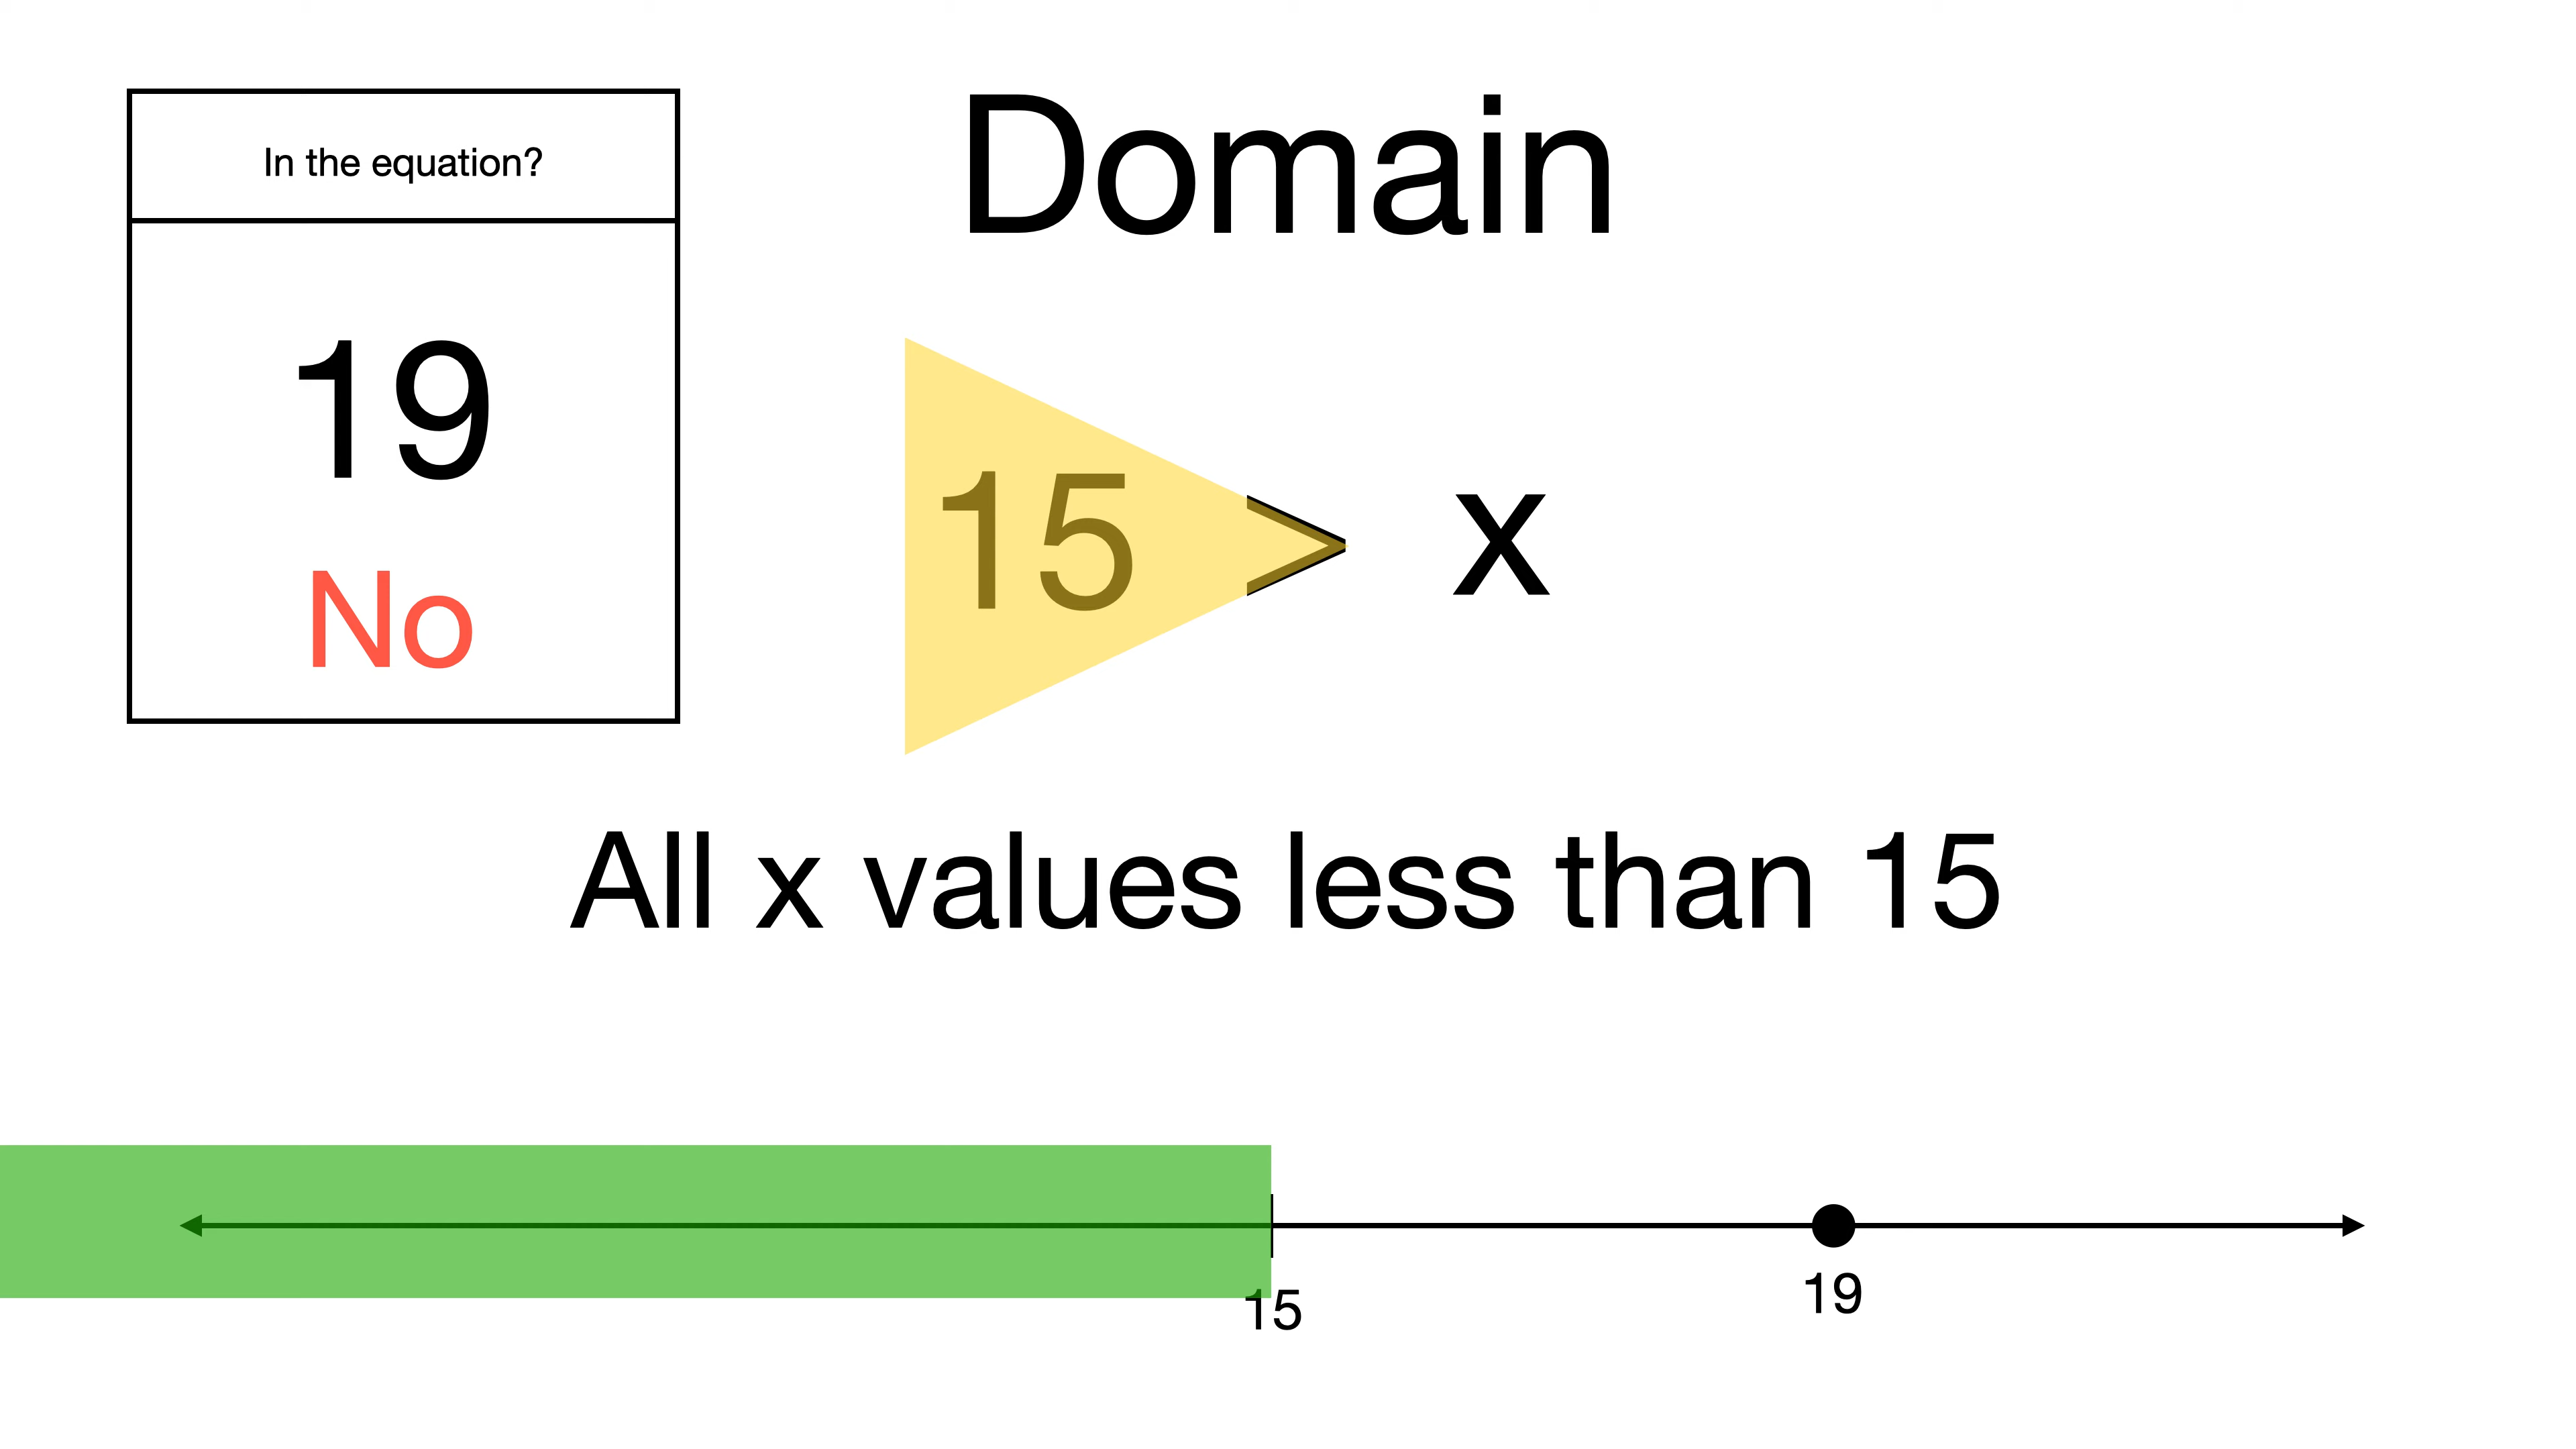 In the equation?
19
No
Domain
15 > x
All x values less than 15
15
19